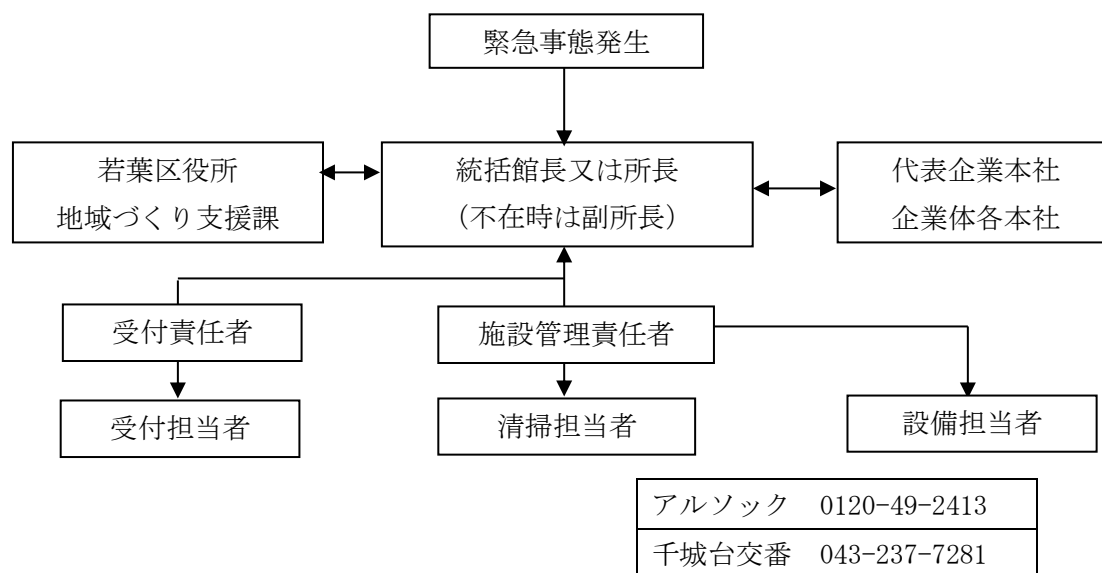 緊急事態発生
若葉区役所
地域づくり支援課
統括館長又は所長
（不在時は副所長）
代表企業本社
企業体各本社
受付責任者
施設管理責任者
受付担当者
清掃担当者
設備担当者
アルソック　0120-49-2413
千城台交番　043-237-7281